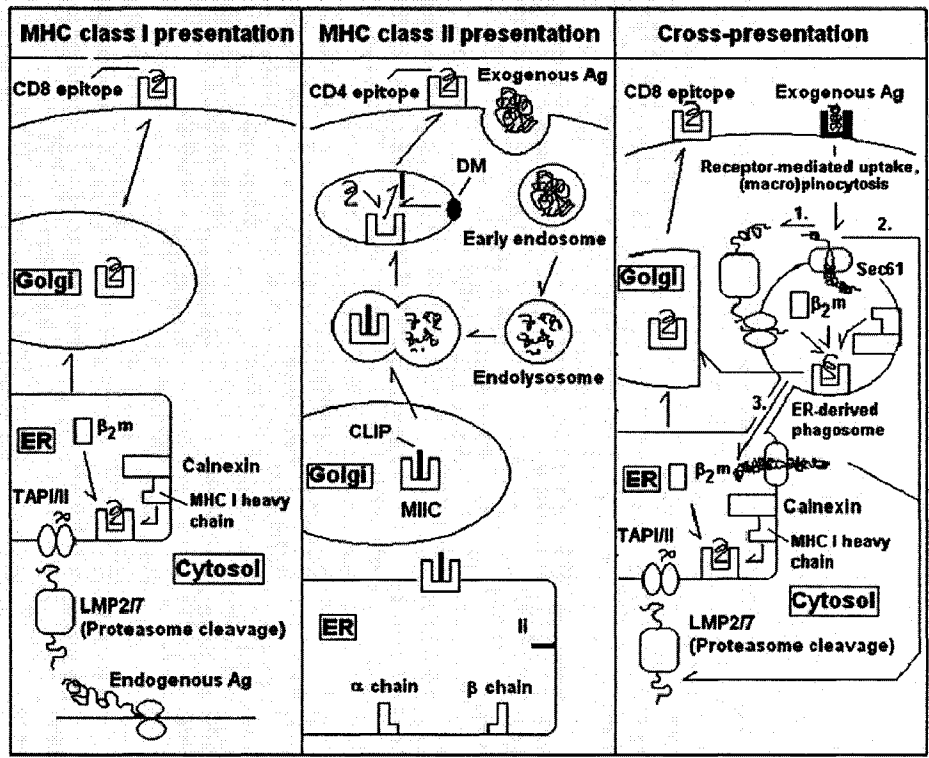 MHC class I presentation
CD8 epitope
Golgi
ER
β2m
Calnexin
TAPI/II
MHC I heavy
chain
Cytosol
LMP2/7
(Proteasome cleavage)
Endogenous Ag
MHC class II presentation
CD4 epitope
Exogenous Ag
DM
Early endosome
Endolysosome
CLIP
Golgi
MIIC
ER
Ii
α chain
β chain
Cross-presentation
CD8 epitope
Exogenous Ag
Receptor-mediated uptake,
(macro)pinocytosis
1.
2.
Sec61
Golgi
β2m
3.
ER-derived
phagosome
ER
β2m
Calnexin
TAPI/II
MHC I heavy
chain
Cytosol
LMP2/7
(Proteasome cleavage)